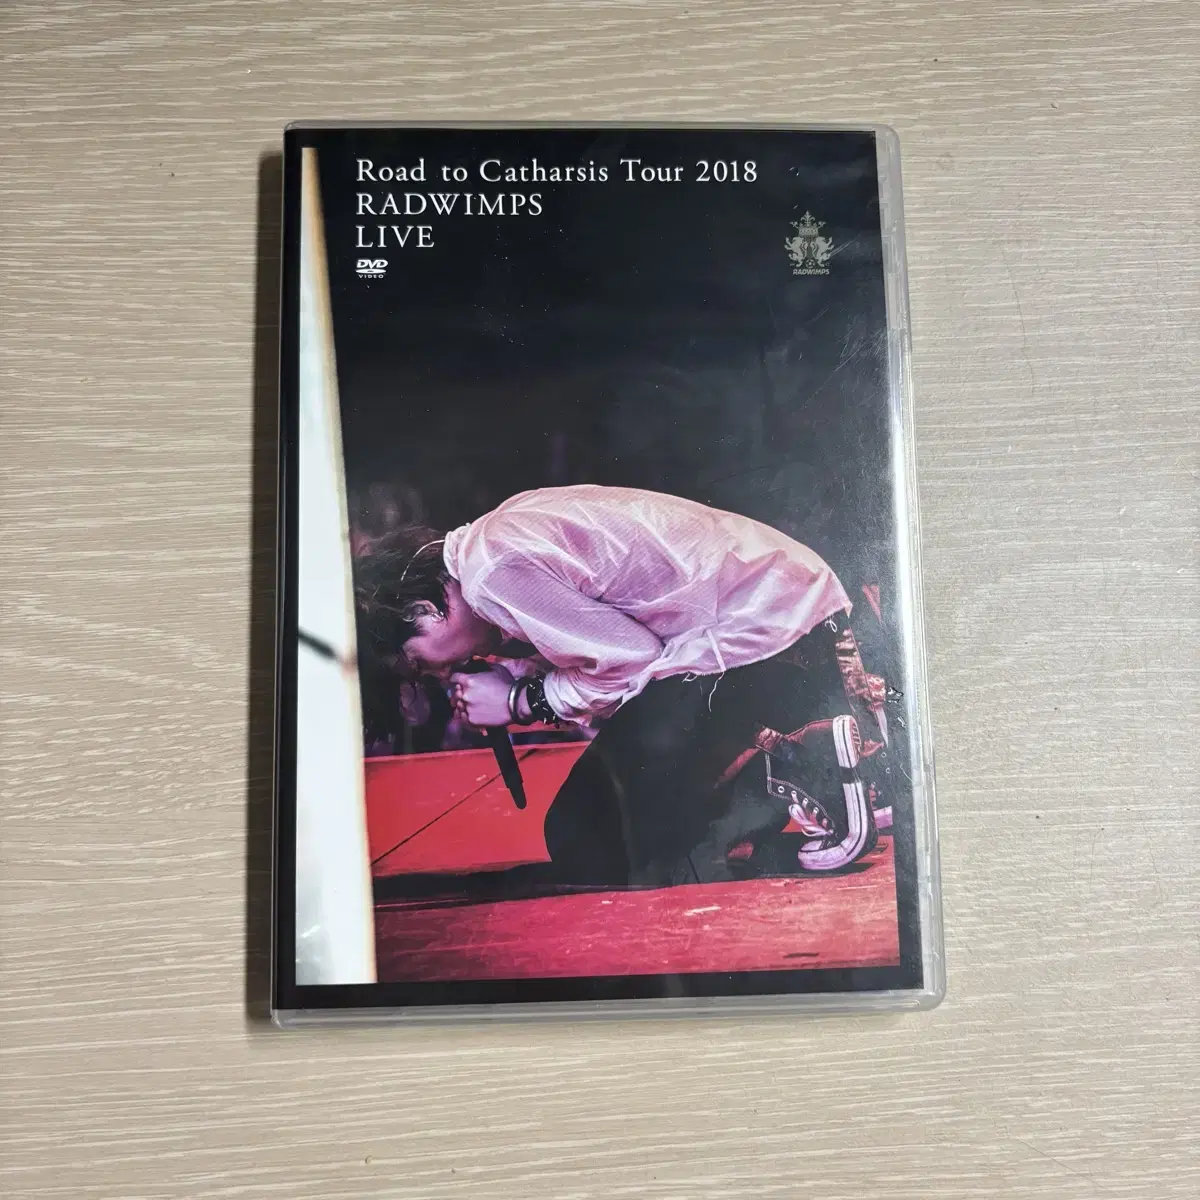 Road to Catharsis Tour 2018
RADWIMPS
LIVE
DVD
VIDEO
RADWIMPS